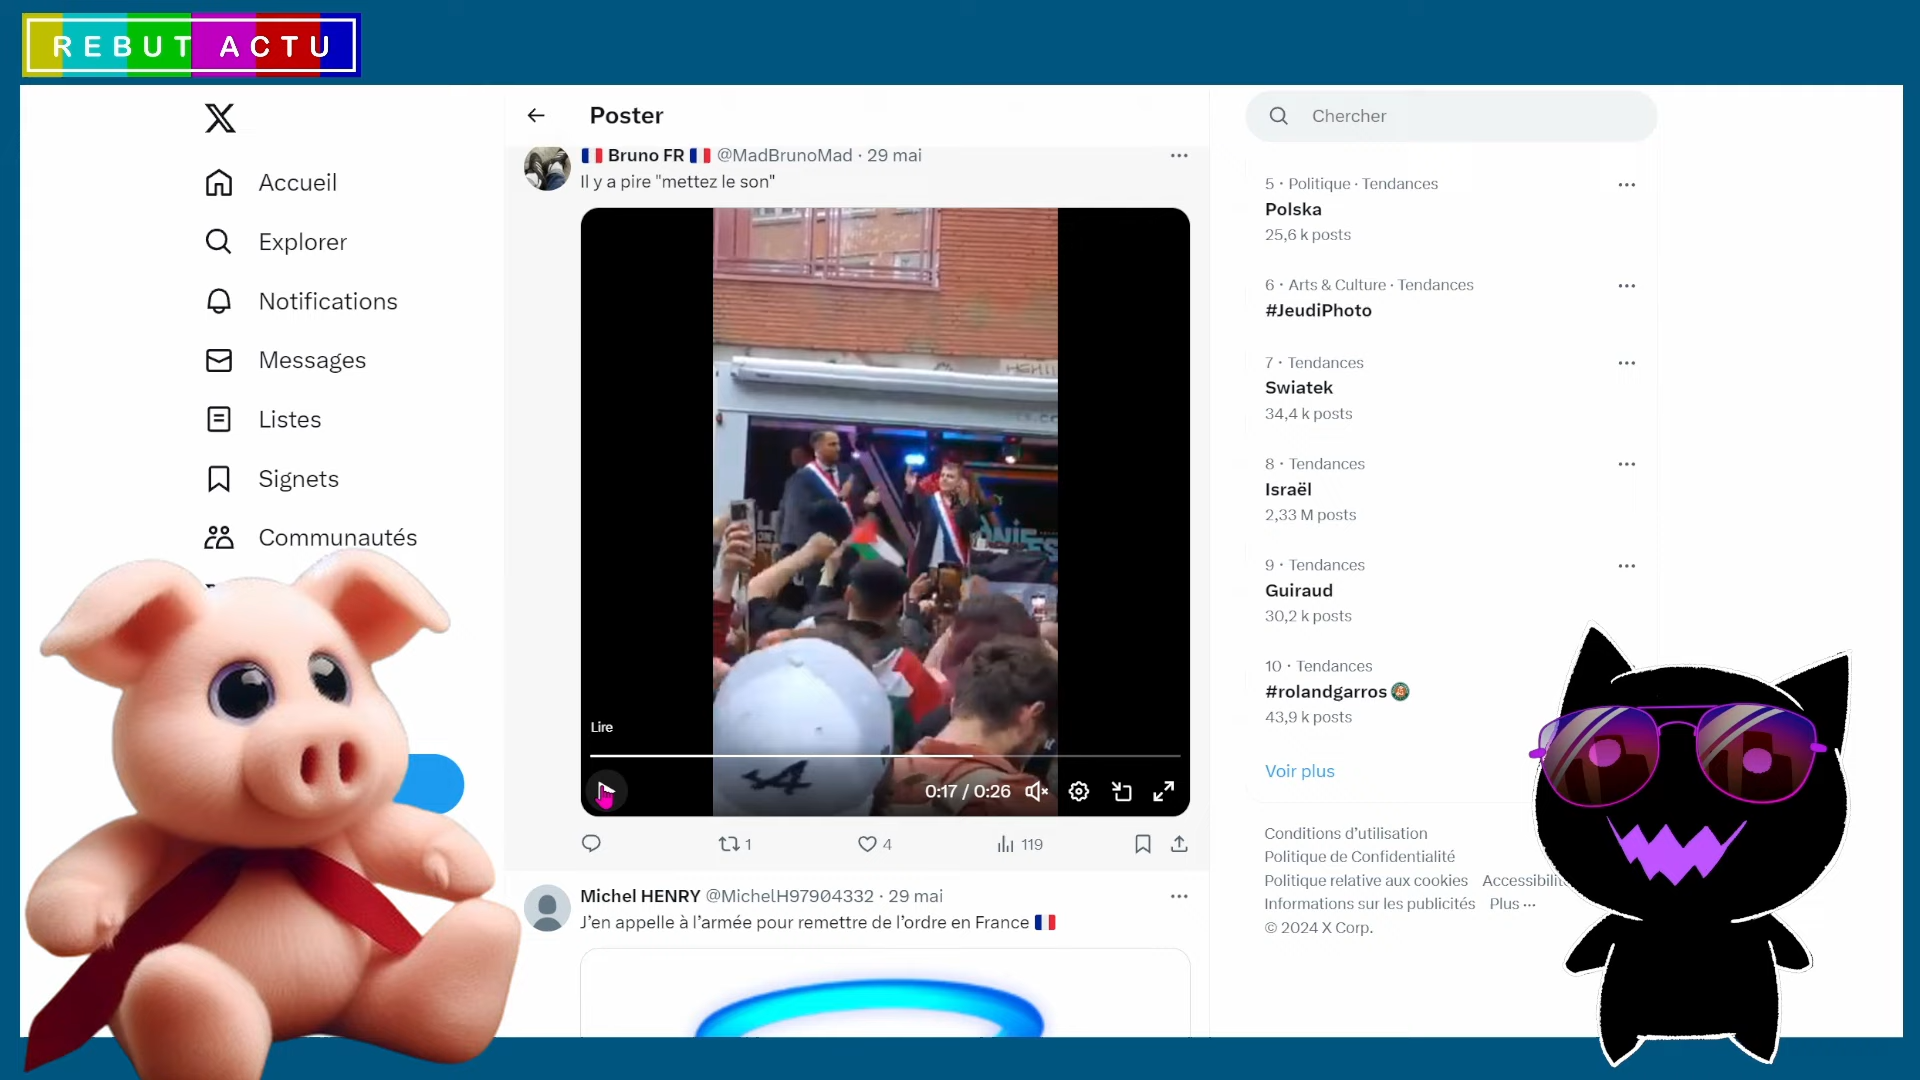 REBUT ACTU
Poster
Chercher
Accueil
Explorer
Notifications
Messages
Listes
Signets
Communautés
Bruno FR @MadBrunoMad · 29 mai
Il y a pire "mettez le son"
Lire
0:17 / 0:26
1
4
119
Michel HENRY @MichelH97904332 · 29 mai
J'en appelle à l'armée pour remettre de l'ordre en France
5 · Politique · Tendances
Polska
25,6 k posts
6 · Arts & Culture · Tendances
#JeudiPhoto
7 · Tendances
Swiatek
34,4 k posts
8 · Tendances
Israël
2,33 M posts
9 · Tendances
Guiraud
30,2 k posts
10 · Tendances
#rolandgarros
43,9 k posts
Voir plus
Conditions d'utilisation
Politique de Confidentialité
Politique relative aux cookies Accessibilité
Informations sur les publicités Plus ···
© 2024 X Corp.